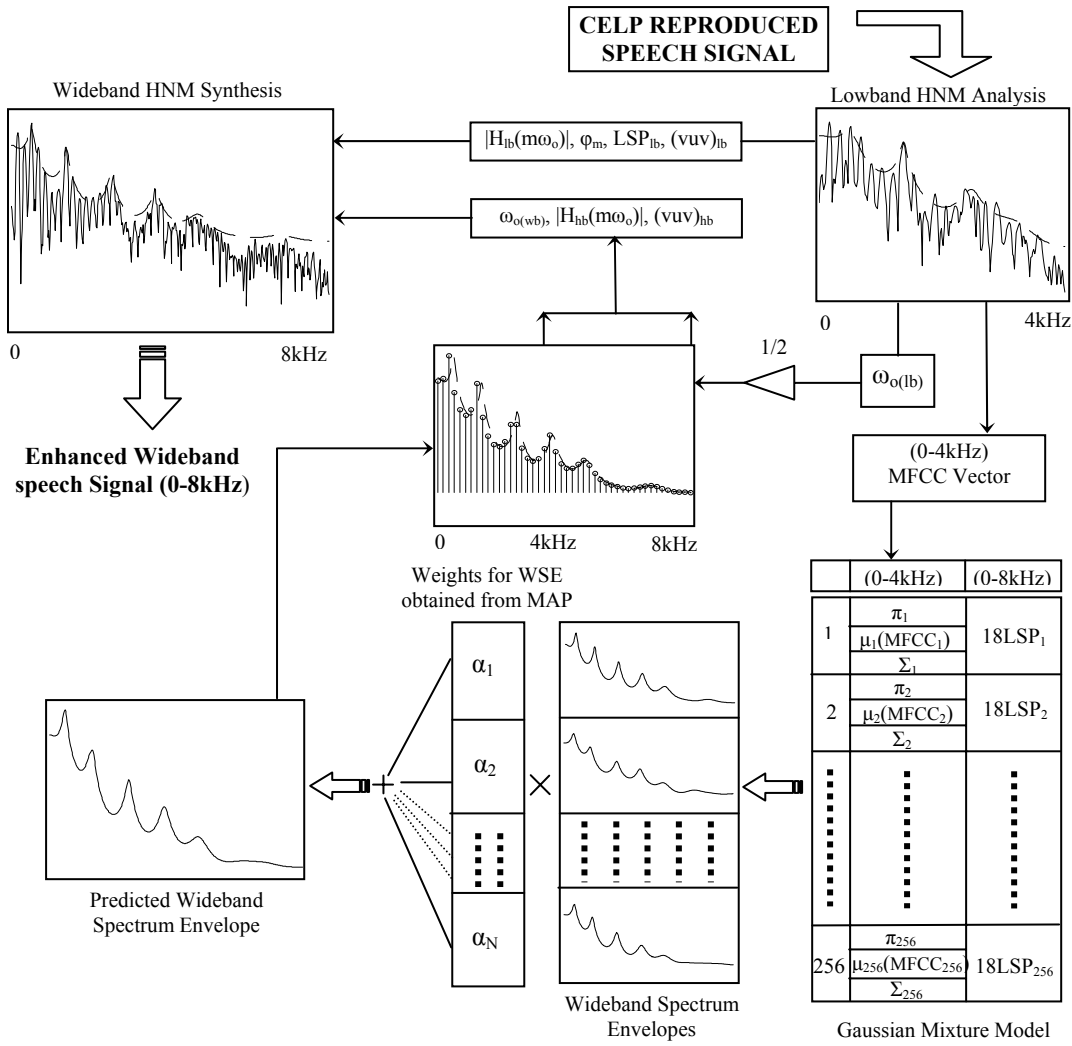 CELP REPRODUCED
SPEECH SIGNAL
Wideband HNM Synthesis
Lowband HNM Analysis
|H_lb(mω_o)|, φ_m, LSP_lb, (vuv)_lb
ω_o(wb), |H_hb(mω_o)|, (vuv)_hb
0
8kHz
0
4kHz
1/2
ω_o(lb)
Enhanced Wideband
speech Signal (0-8kHz)
(0-4kHz)
MFCC Vector
0
4kHz
8kHz
Weights for WSE
obtained from MAP
(0-4kHz)
(0-8kHz)
1
π_1
μ_1(MFCC_1)
Σ_1
18LSP_1
2
π_2
μ_2(MFCC_2)
Σ_2
18LSP_2
256
π_256
μ_256(MFCC_256)
Σ_256
18LSP_256
Gaussian Mixture Model
α_1
α_2
α_N
×
+
Wideband Spectrum
Envelopes
Predicted Wideband
Spectrum Envelope